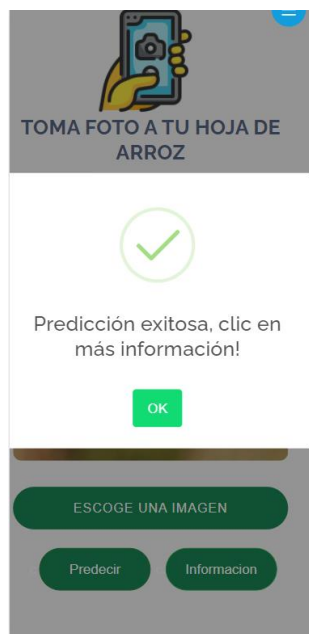 TOMA FOTO A TU HOJA DE
ARROZ
Predicción exitosa, clic en
más información!
OK
ESCOGE UNA IMAGEN
Predecir
Informacion